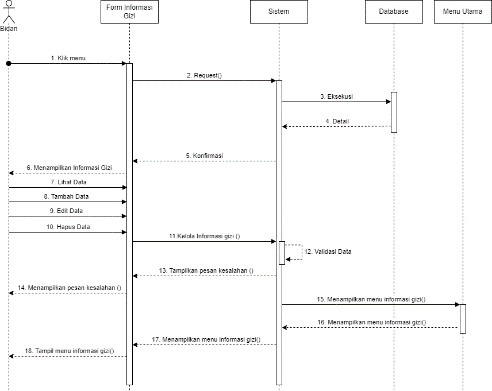 Form Informasi
Gizi
Sistem
Database
Menu Utama
Bidan
1. Klik menu
2. Request()
3. Eksekusi
4. Detail
5. Konfirmasi
6. Menampilkan Informasi Gizi
7. Lihat Data
8. Tambah Data
9. Edit Data
10. Hapus Data
11 Kelola Informasi gizi ()
12. Validasi Data
13. Tampilkan pesan kesalahan ()
14. Menampilkan pesan kesalahan ()
15. Menampilkan menu informasi gizi()
16. Menampilkan menu informasi gizi()
17. Menampilkan menu informasi gizi()
18. Tampil menu informasi gizi()